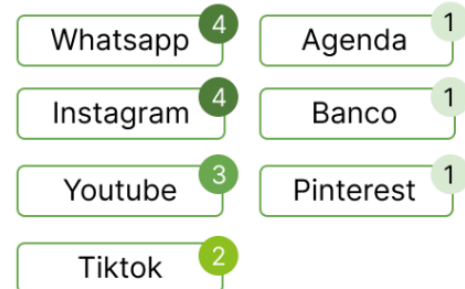 Whatsapp 4
Agenda 1
Instagram 4
Banco 1
Youtube 3
Pinterest 1
Tiktok 2